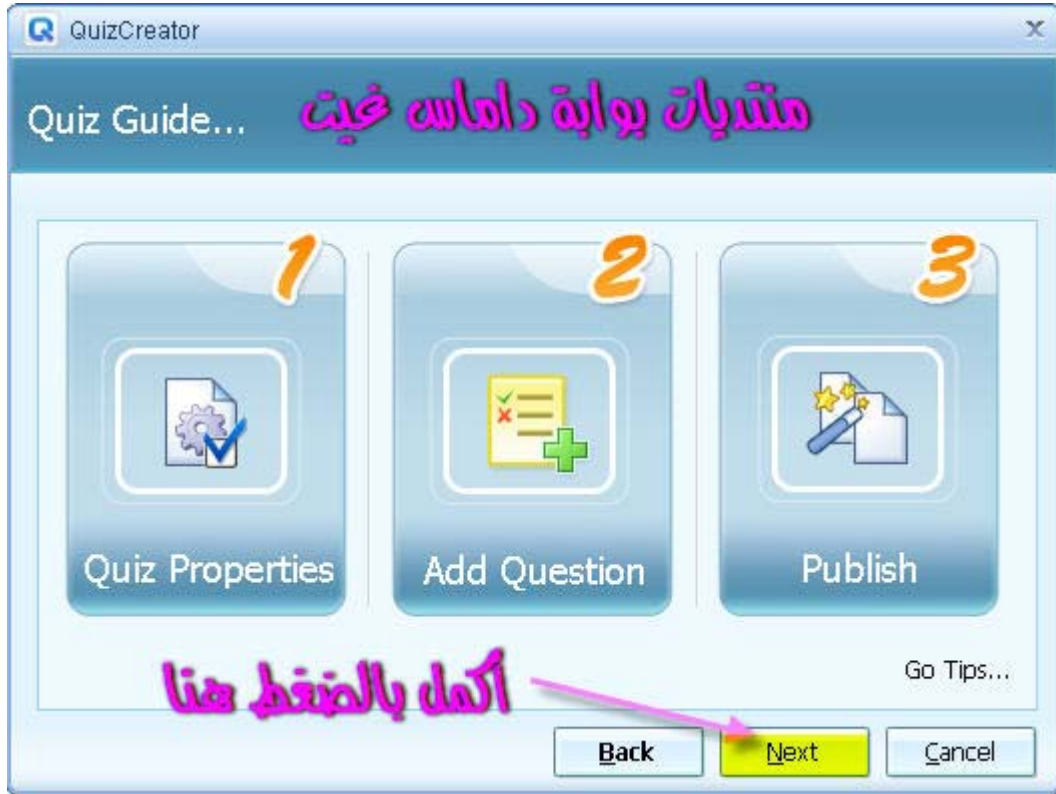 QuizCreator
Quiz Guide...
منتديات بوابة داماس غيت
1
2
3
Quiz Properties
Add Question
Publish
Go Tips...
أكمل بالضغط هنا
Back
Next
Cancel